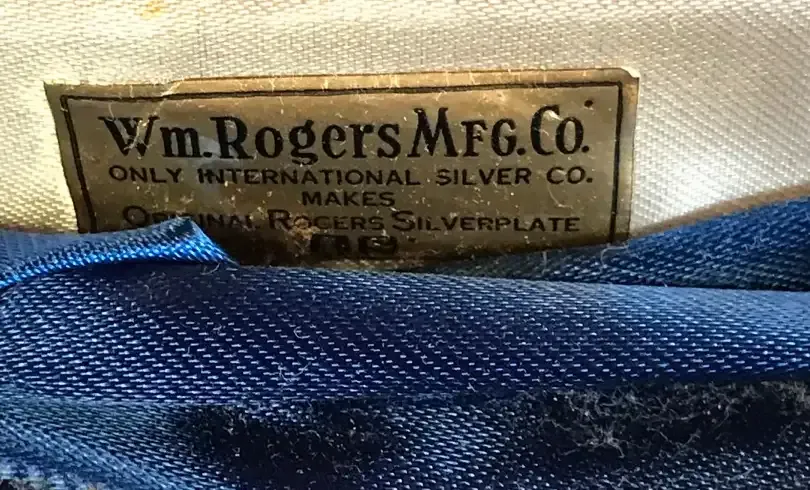 Wm. Rogers Mfg. Co.
ONLY INTERNATIONAL SILVER CO.
MAKES
ORIGINAL ROGERS SILVERPLATE